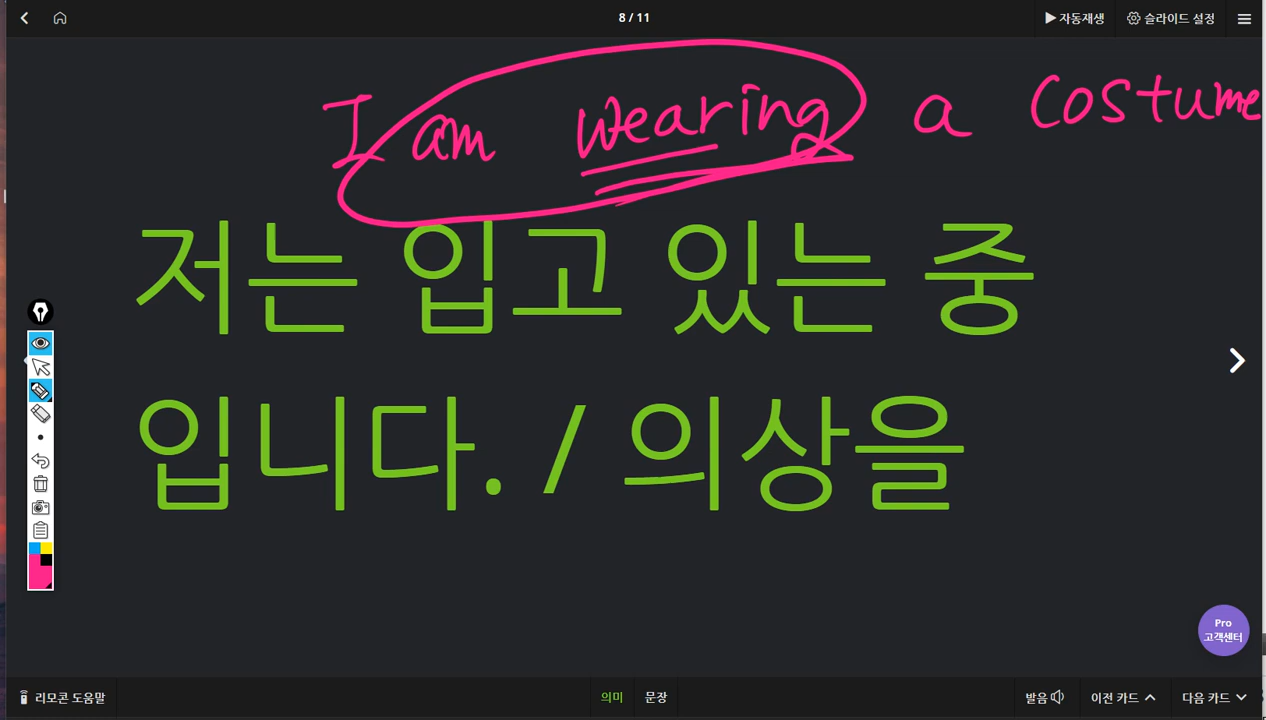 8 / 11
자동재생
슬라이드 설정
I am wearing a costume
저는 입고 있는 중
입니다. / 의상을
Pro
고객센터
리모콘 도움말
의미
문장
발음
이전 카드
다음 카드